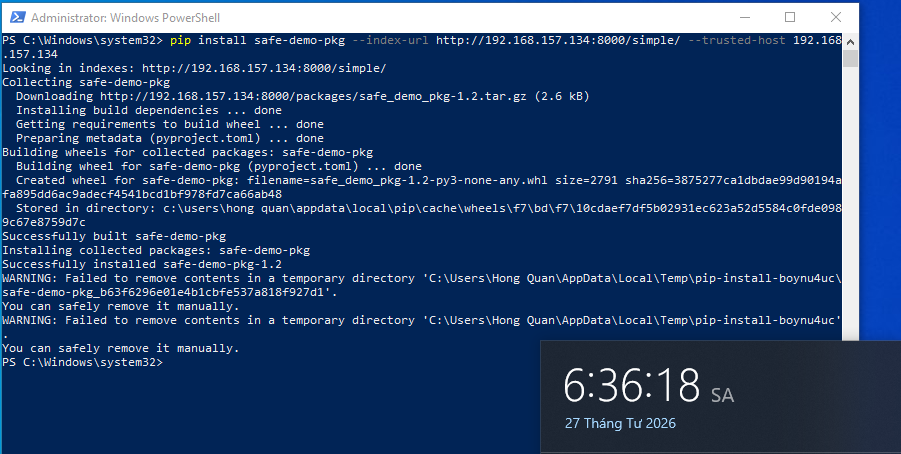 Administrator: Windows PowerShell
PS C:\Windows\system32> pip install safe-demo-pkg --index-url http://192.168.157.134:8000/simple/ --trusted-host 192.168
.157.134
Looking in indexes: http://192.168.157.134:8000/simple/
Collecting safe-demo-pkg
  Downloading http://192.168.157.134:8000/packages/safe_demo_pkg-1.2.tar.gz (2.6 kB)
  Installing build dependencies ... done
  Getting requirements to build wheel ... done
  Preparing metadata (pyproject.toml) ... done
Building wheels for collected packages: safe-demo-pkg
  Building wheel for safe-demo-pkg (pyproject.toml) ... done
  Created wheel for safe-demo-pkg: filename=safe_demo_pkg-1.2-py3-none-any.whl size=2791 sha256=3875277ca1dbdae99d90194a
fa895dd6ac9adecf4541bcd1bf978fd7ca66ab48
  Stored in directory: c:\users\hong quan\appdata\local\pip\cache\wheels\f7\bd\f7\10cdaef7df5b02931ec623a52d5584c0fde098
9c67e8759d7c
Successfully built safe-demo-pkg
Installing collected packages: safe-demo-pkg
Successfully installed safe-demo-pkg-1.2
WARNING: Failed to remove contents in a temporary directory 'C:\Users\Hong Quan\AppData\Local\Temp\pip-install-boynu4uc\
safe-demo-pkg_b63f6296e01e4b1cbfe537a818f927d1'.
You can safely remove it manually.
WARNING: Failed to remove contents in a temporary directory 'C:\Users\Hong Quan\AppData\Local\Temp\pip-install-boynu4uc'
.
You can safely remove it manually.
PS C:\Windows\system32>
6:36:18 SA
27 Tháng Tư 2026